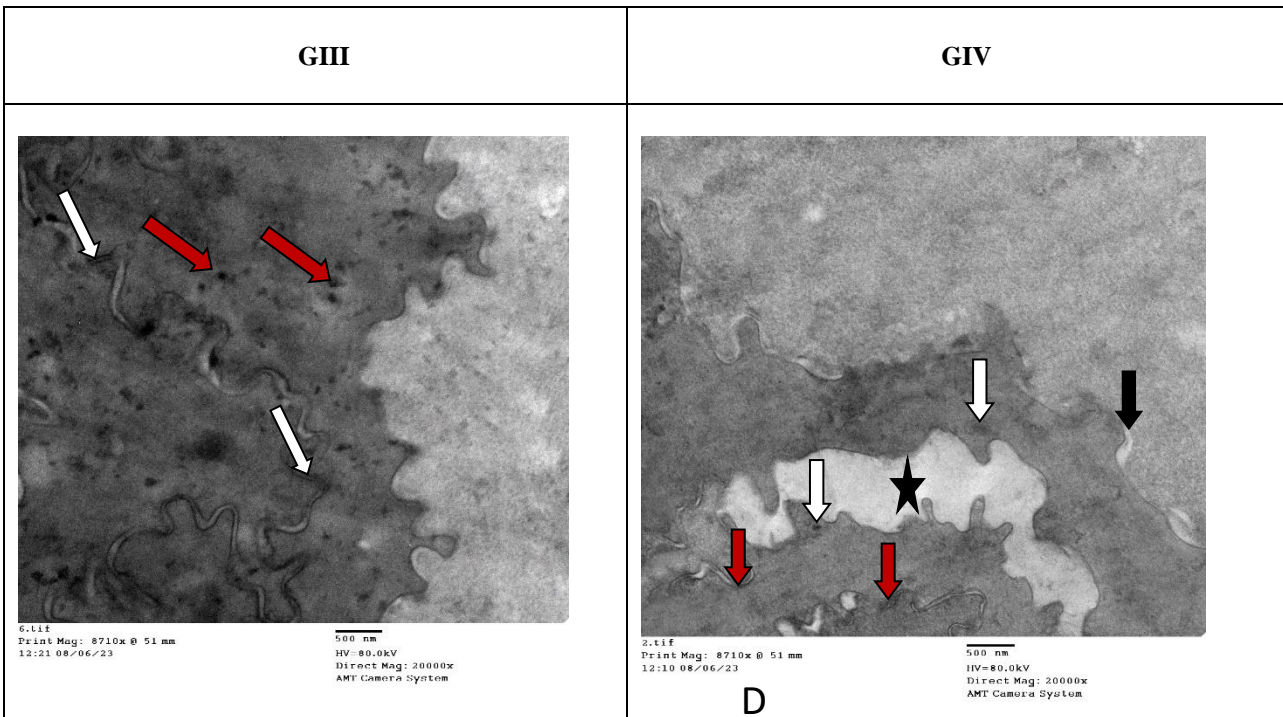 GIII
GIV
6.tif
Print Mag: 8710x @ 51 mm
12:21 08/06/23
500 nm
HV=80.0kV
Direct Mag: 20000x
AMT Camera System
2.tif
Print Mag: 8710x @ 51 mm
12:10 08/06/23
500 nm
HV=80.0kV
Direct Mag: 20000x
AMT Camera System
D